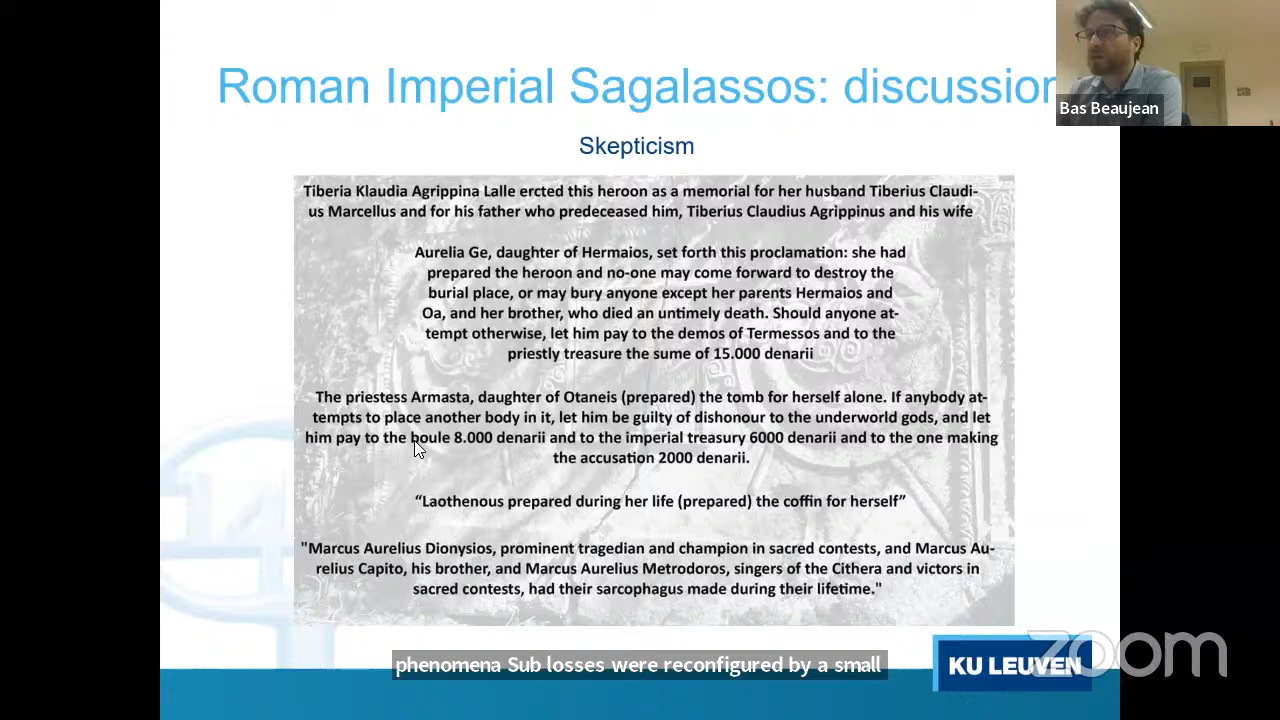 Roman Imperial Sagalassos: discussion
Bas Beaujean
Skepticism
Tiberia Klaudia Agrippina Lalle ercted this heroon as a memorial for her husband Tiberius Claudi-
us Marcellus and for his father who predeceased him, Tiberius Claudius Agrippinus and his wife
Aurelia Ge, daughter of Hermaios, set forth this proclamation: she had
prepared the heroon and no-one may come forward to destroy the
burial place, or may bury anyone except her parents Hermaios and
Oa, and her brother, who died an untimely death. Should anyone at-
tempt otherwise, let him pay to the demos of Termessos and to the
priestly treasure the sume of 15.000 denarii
The priestess Armasta, daughter of Otaneis (prepared) the tomb for herself alone. If anybody at-
tempts to place another body in it, let him be guilty of dishonour to the underworld gods, and let
him pay to the boule 8.000 denarii and to the imperial treasury 6000 denarii and to the one making
the accusation 2000 denarii.
“Laothenous prepared during her life (prepared) the coffin for herself”
"Marcus Aurelius Dionysios, prominent tragedian and champion in sacred contests, and Marcus Au-
relius Capito, his brother, and Marcus Aurelius Metrodoros, singers of the Cithera and victors in
sacred contests, had their sarcophagus made during their lifetime."
phenomena Sub losses were reconfigured by a small
KU LEUVEN
zoom